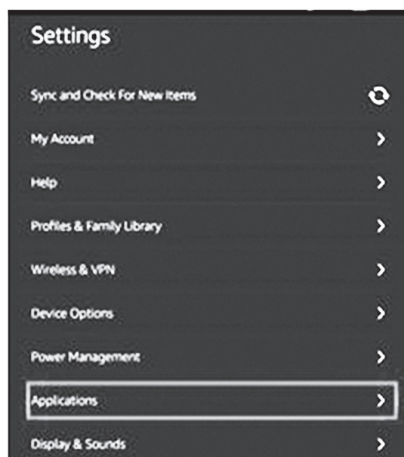 Settings
Sync and Check For New Items
My Account
Help
Profiles & Family Library
Wireless & VPN
Device Options
Power Management
Applications
Display & Sounds